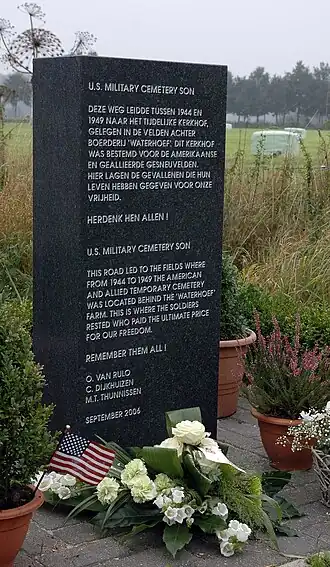 U.S. MILITARY CEMETERY SON
DEZE WEG LEIDDE TUSSEN 1944 EN
1949 NAAR HET TIJDELIJKE KERKHOF,
GELEGEN IN DE VELDEN ACHTER
BOERDERIJ 'WATERHOEF'. DIT KERKHOF
WAS BESTEMD VOOR DE AMERIKAANSE
EN GEALLIEERDE GESNEUVELDEN.
HIER LAGEN DE GEVALLENEN DIE HUN
LEVEN HEBBEN GEGEVEN VOOR ONZE
VRIJHEID.
HERDENK HEN ALLEN !
U.S. MILITARY CEMETERY SON
THIS ROAD LED TO THE FIELDS WHERE
FROM 1944 TO 1949 THE AMERICAN
AND ALLIED TEMPORARY CEMETERY
WAS LOCATED BEHIND THE 'WATERHOEF'
FARM. THIS IS WHERE THE SOLDIERS
RESTED WHO PAID THE ULTIMATE PRICE
FOR OUR FREEDOM.
REMEMBER THEM ALL !
O. VAN RULO
C. DIJKHUIZEN
M.T. THUNNISSEN
SEPTEMBER 2006